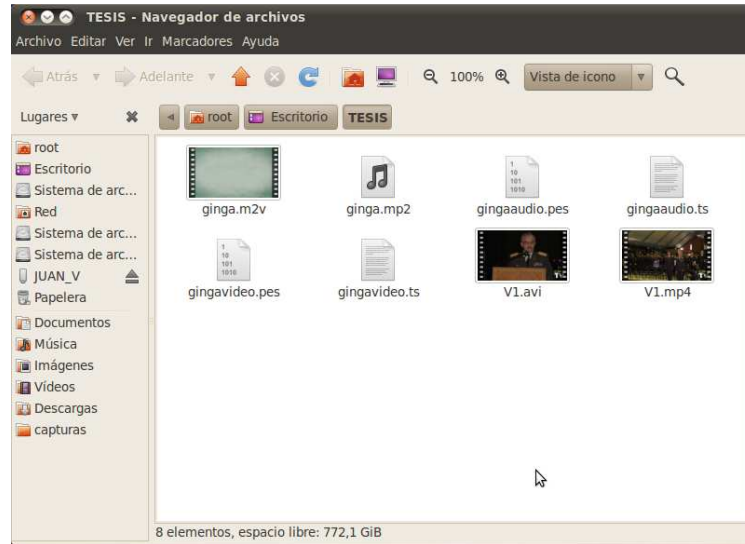 TESIS - Navegador de archivos
Archivo Editar Ver Ir Marcadores Ayuda
Atrás Adelante 100% Vista de icono
Lugares root Escritorio TESIS
root
Escritorio
Sistema de arc...
Red
Sistema de arc...
Sistema de arc...
JUAN_V
Papelera
Documentos
Música
Imágenes
Vídeos
Descargas
capturas
ginga.m2v ginga.mp2 gingaaudio.pes gingaaudio.ts
gingavideo.pes gingavideo.ts V1.avi V1.mp4
8 elementos, espacio libre: 772,1 GiB